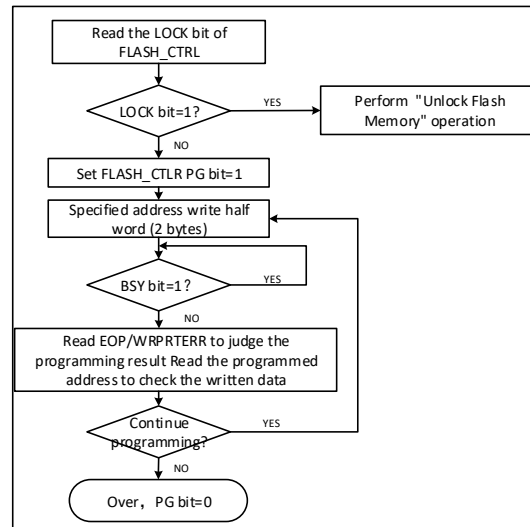 Read the LOCK bit of
FLASH_CTRL
LOCK bit=1?
YES
Perform "Unlock Flash
Memory" operation
NO
Set FLASH_CTLR PG bit=1
Specified address write half
word (2 bytes)
BSY bit=1?
YES
NO
Read EOP/WRPRTERR to judge the
programming result Read the programmed
address to check the written data
Continue
programming?
YES
NO
Over, PG bit=0